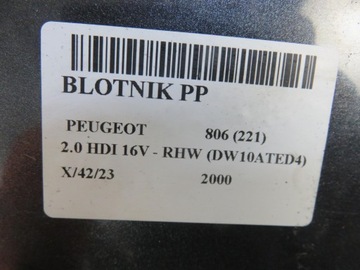 BLOTNIK PP
PEUGEOT 806 (221)
2.0 HDI 16V - RHW (DW10ATED4)
X/42/23 2000